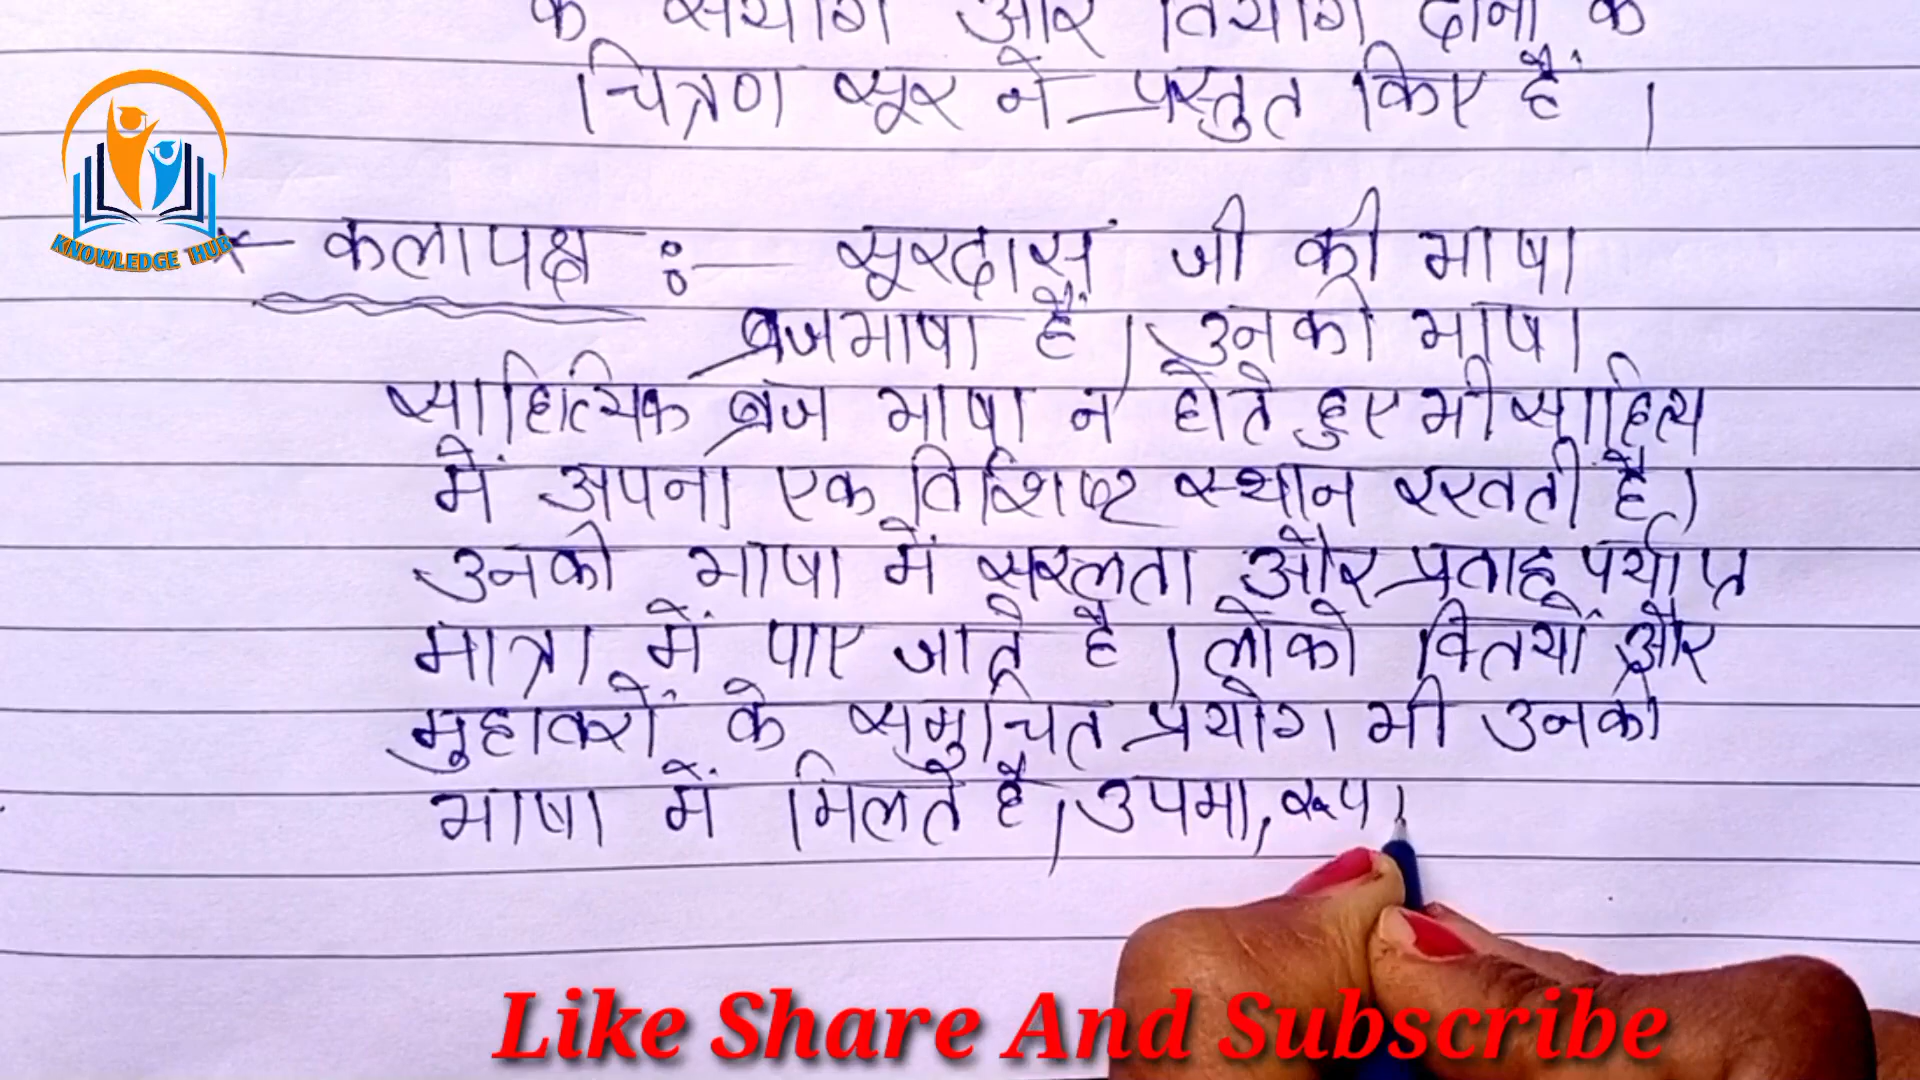 के संयोग और वियोग दोनों के
चित्रण सूर ने प्रस्तुत किए हैं ।
KNOWLEDGE HUB
कलापक्ष :— सूरदास जी की भाषा
ब्रजभाषा है । उनकी भाषा
साहित्यिक ब्रज भाषा न होते हुए भी साहित्य
में अपना एक विशिष्ट स्थान रखती है ।
उनकी भाषा में सरलता और प्रवाह पर्याप्त
मात्रा में पाए जाते है । लोकोक्तियों और
मुहावरों के समुचित प्रयोग भी उनकी
भाषा में मिलते है । उपमा, रूप
Like Share And Subscribe